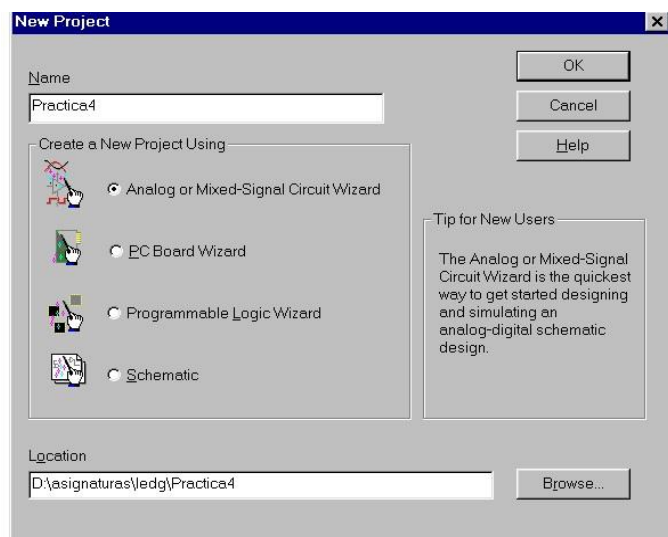 New Project
Name
Practica4
OK
Cancel
Help
Create a New Project Using
Analog or Mixed-Signal Circuit Wizard
PC Board Wizard
Programmable Logic Wizard
Schematic
Tip for New Users
The Analog or Mixed-Signal
Circuit Wizard is the quickest
way to get started designing
and simulating an
analog-digital schematic
design.
Location
D:\asignaturas\ledg\Practica4
Browse...